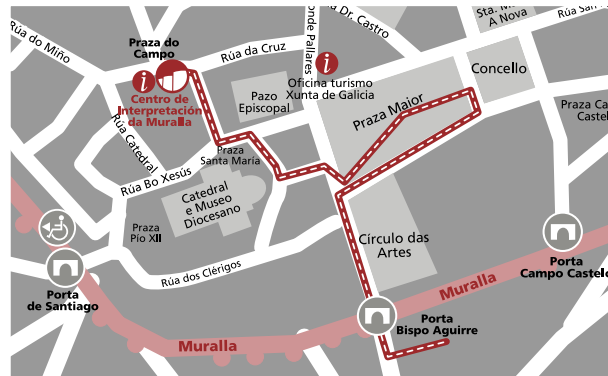 Rúa do Miño
Praza do
Campo
Rúa da Cruz
onde Pallares
Rúa Dr. Castro
Sta. M
A Nova
Rúa San
i
i
Oficina turismo
Xunta de Galicia
Concello
Centro de
Interpretación
da Muralla
Pazo
Episcopal
Praza Maior
Praza Ca
Castel
Rúa Catedral
Praza
Santa María
Rúa Bo Xesús
Catedral
e Museo
Diocesano
Praza
Pío XII
Círculo das
Artes
Rúa dos Clérigos
Porta
de Santiago
Porta
Campo Castelo
Muralla
Porta
Bispo Aguirre
Muralla